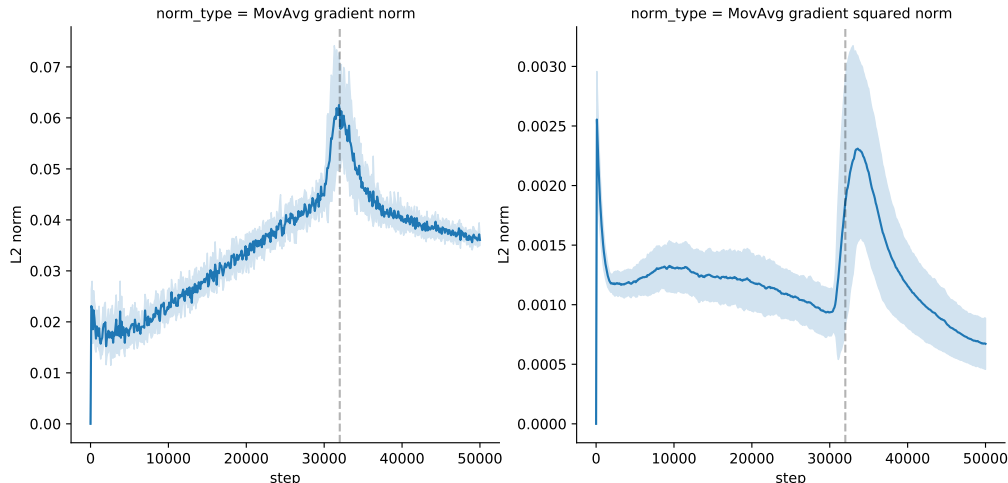 norm_type = MovAvg gradient norm
L2 norm
0.07
0.06
0.05
0.04
0.03
0.02
0.01
0.00
0 10000 20000 30000 40000 50000
step
norm_type = MovAvg gradient squared norm
L2 norm
0.0030
0.0025
0.0020
0.0015
0.0010
0.0005
0.0000
0 10000 20000 30000 40000 50000
step